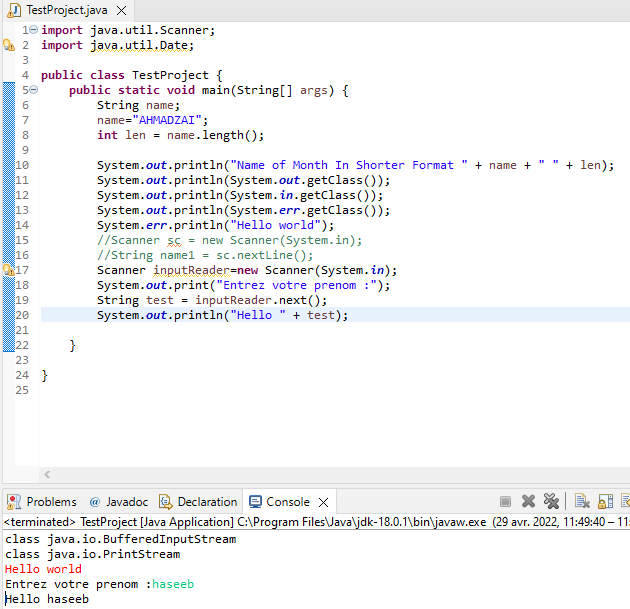 TestProject.java
1 import java.util.Scanner;
2 import java.util.Date;
3
4 public class TestProject {
5 public static void main(String[] args) {
6 String name;
7 name="AHMADZAI";
8 int len = name.length();
9
10 System.out.println("Name of Month In Shorter Format " + name + " " + len);
11 System.out.println(System.out.getClass());
12 System.out.println(System.in.getClass());
13 System.out.println(System.err.getClass());
14 System.err.println("Hello world");
15 //Scanner sc = new Scanner(System.in);
16 //String name1 = sc.nextLine();
17 Scanner inputReader=new Scanner(System.in);
18 System.out.print("Entrez votre prenom :");
19 String test = inputReader.next();
20 System.out.println("Hello " + test);
21
22 }
23
24 }
25
Problems @ Javadoc Declaration Console
<terminated> TestProject [Java Application] C:\Program Files\Java\jdk-18.0.1\bin\javaw.exe (29 avr. 2022, 11:49:40 – 11:
class java.io.BufferedInputStream
class java.io.PrintStream
Hello world
Entrez votre prenom :haseeb
Hello haseeb